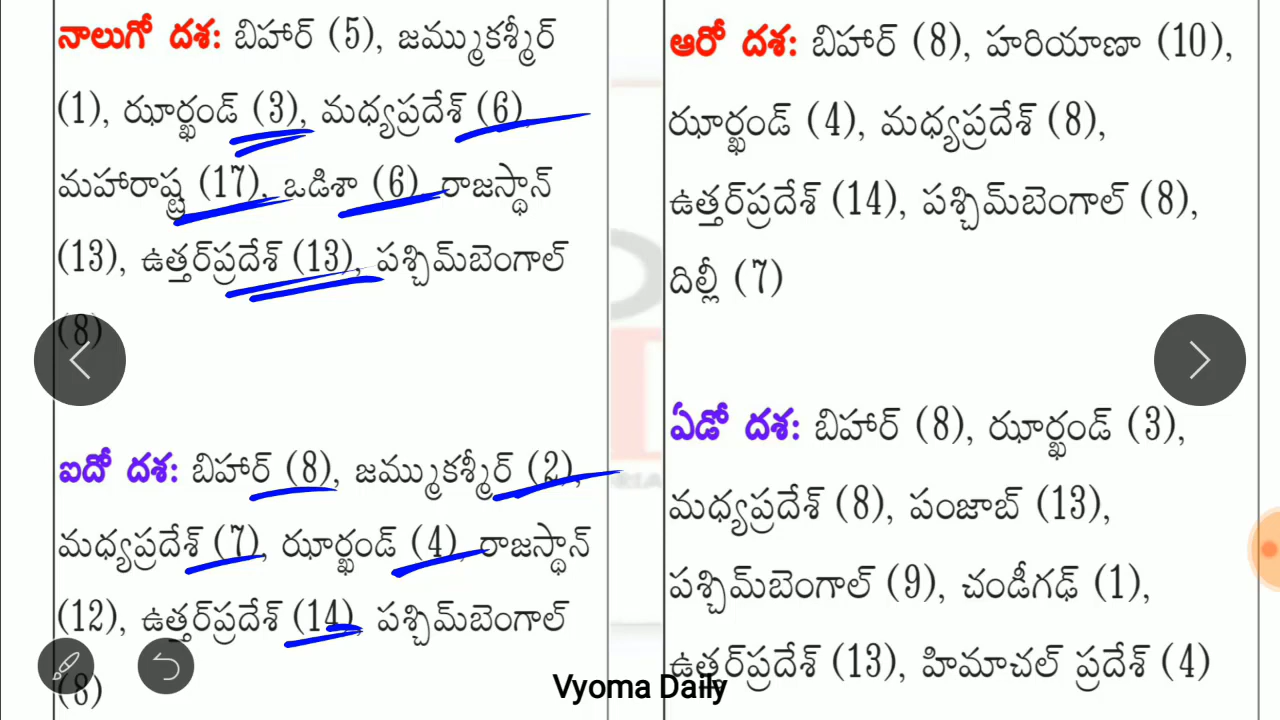 నాలుగో దశ: బిహార్ (5), జమ్ముకశ్మీర్
(1), ఝార్ఖండ్ (3), మధ్యప్రదేశ్ (6),
మహారాష్ట్ర (17), ఒడిశా (6), రాజస్థాన్
(13), ఉత్తర్‌ప్రదేశ్ (13), పశ్చిమ్‌బెంగాల్
(8)
ఐదో దశ: బిహార్ (8), జమ్ముకశ్మీర్ (2),
మధ్యప్రదేశ్ (7), ఝార్ఖండ్ (4), రాజస్థాన్
(12), ఉత్తర్‌ప్రదేశ్ (14), పశ్చిమ్‌బెంగాల్
(8)
ఆరో దశ: బిహార్ (8), హరియాణా (10),
ఝార్ఖండ్ (4), మధ్యప్రదేశ్ (8),
ఉత్తర్‌ప్రదేశ్ (14), పశ్చిమ్‌బెంగాల్ (8),
దిల్లీ (7)
ఏడో దశ: బిహార్ (8), ఝార్ఖండ్ (3),
మధ్యప్రదేశ్ (8), పంజాబ్ (13),
పశ్చిమ్‌బెంగాల్ (9), చండీగఢ్ (1),
ఉత్తర్‌ప్రదేశ్ (13), హిమాచల్ ప్రదేశ్ (4)
Vyoma Daily